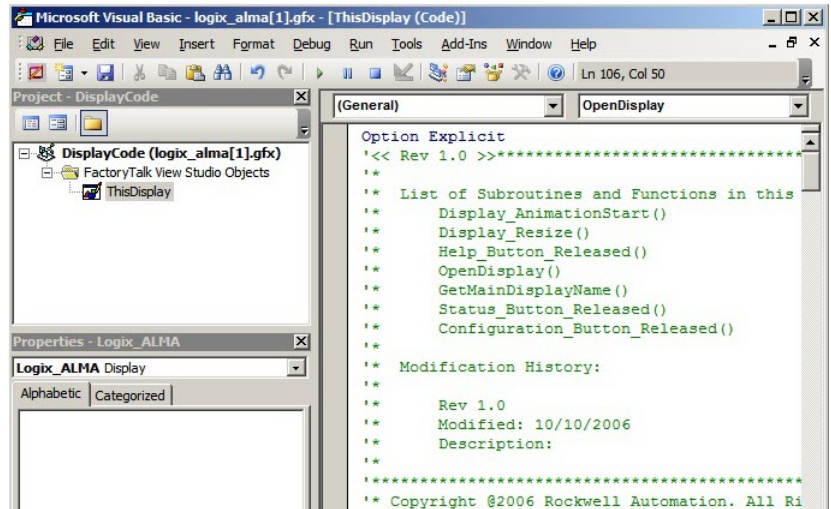 Microsoft Visual Basic - logix_alma[1].gfx - [ThisDisplay (Code)]
File Edit View Insert Format Debug Run Tools Add-Ins Window Help
Ln 106, Col 50
Project - DisplayCode
DisplayCode (logix_alma[1].gfx)
FactoryTalk View Studio Objects
ThisDisplay
Properties - Logix_ALMA
Logix_ALMA Display
Alphabetic Categorized
(General) OpenDisplay
Option Explicit
'<< Rev 1.0 >>*********************************
'*
'* List of Subroutines and Functions in this
'* Display_AnimationStart()
'* Display_Resize()
'* Help_Button_Released()
'* OpenDisplay()
'* GetMainDisplayName()
'* Status_Button_Released()
'* Configuration_Button_Released()
'*
'* Modification History:
'*
'* Rev 1.0
'* Modified: 10/10/2006
'* Description:
'*
'***********************************************
'* Copyright @2006 Rockwell Automation. All Ri